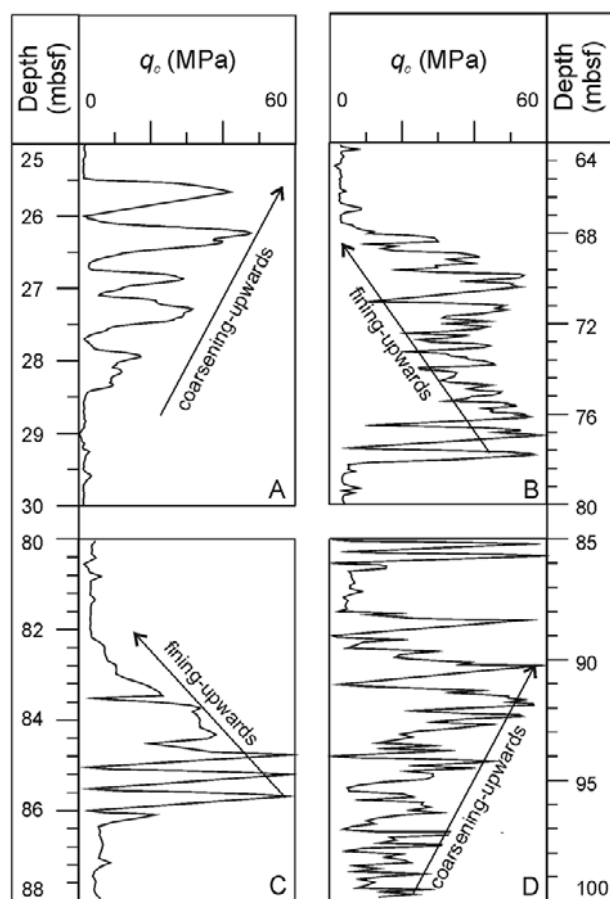 Depth
(mbsf)
q_c (MPa)
0 60
q_c (MPa)
0 60
Depth
(mbsf)
25
26
27
28
29
30
coarsening-upwards
A
fining-upwards
B
64
68
72
76
80
80
82
84
86
88
fining-upwards
C
coarsening-upwards
D
85
90
95
100